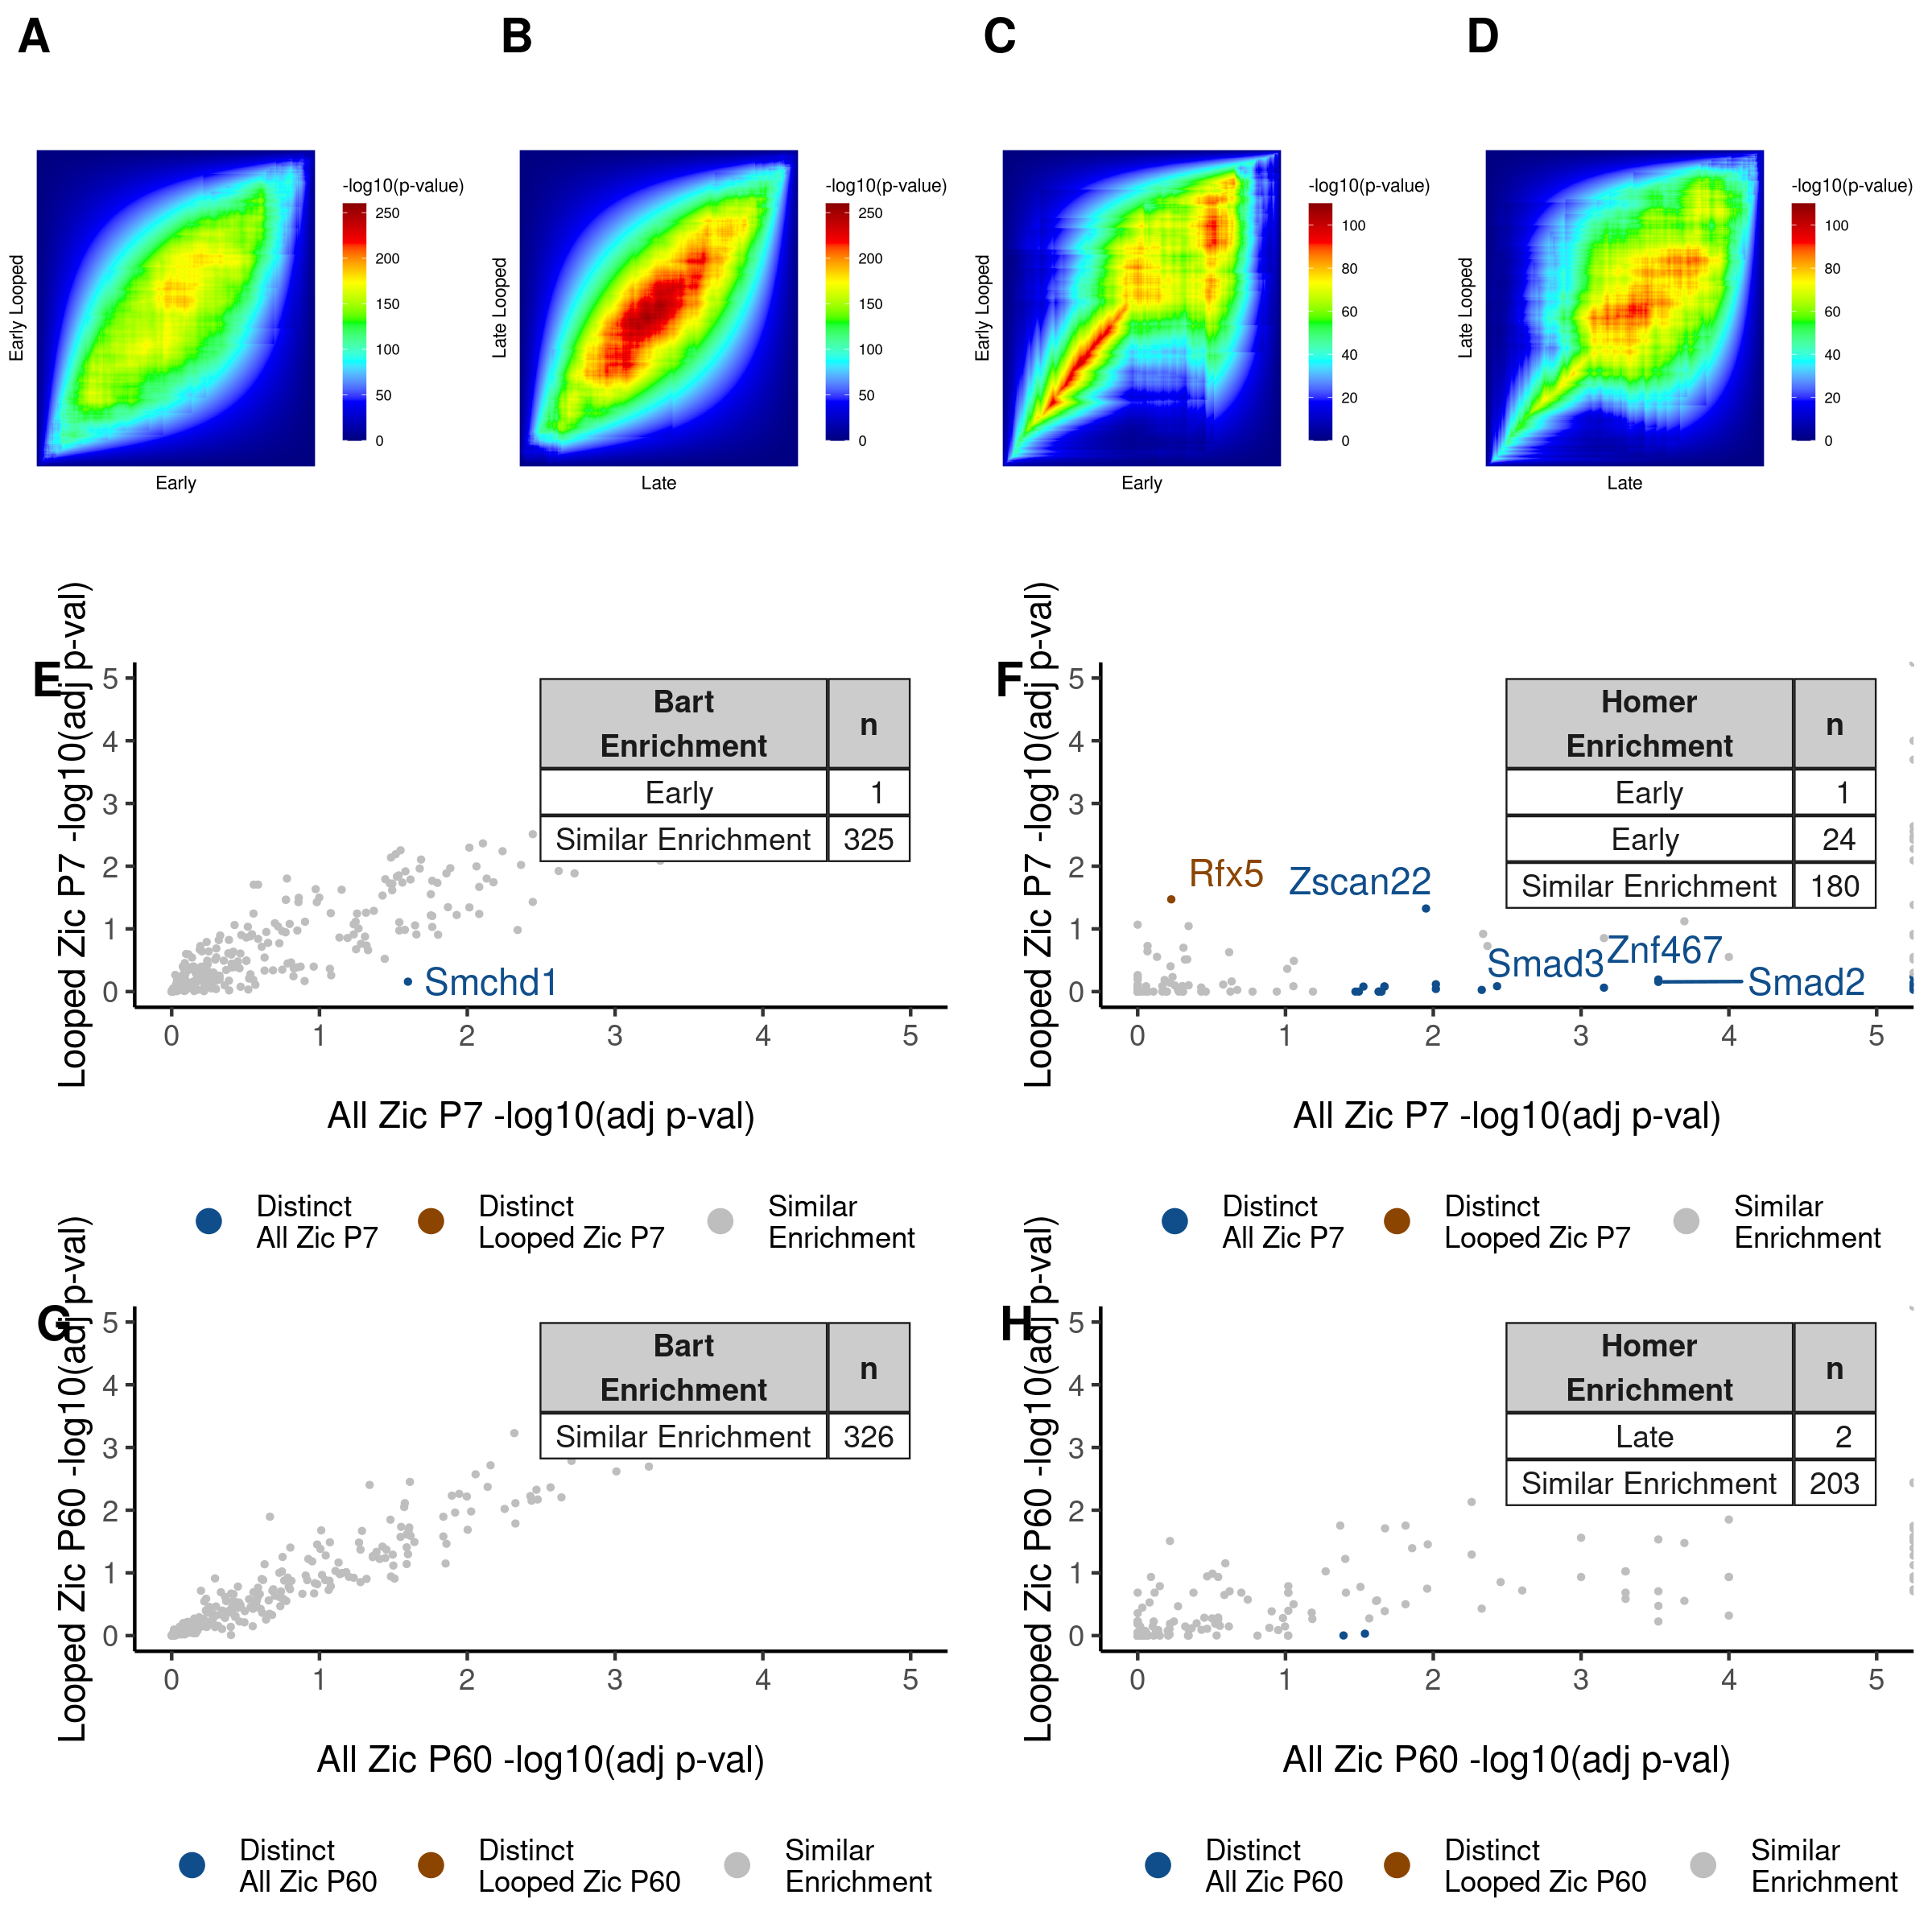 A
B
C
D
-log10(p-value)
250
200
150
100
50
0
Early Looped
Early
-log10(p-value)
250
200
150
100
50
0
Late Looped
Late
-log10(p-value)
100
80
60
40
20
0
Early Looped
Early
-log10(p-value)
100
80
60
40
20
0
Late Looped
Late
E
Looped Zic P7 -log10(adj p-val)
5
4
3
2
1
0
Bart
Enrichment
n
Early 1
Similar Enrichment 325
Smchd1
0 1 2 3 4 5
All Zic P7 -log10(adj p-val)
Distinct
All Zic P7
Distinct
Looped Zic P7
Similar
Enrichment
F
Looped Zic P7 -log10(adj p-val)
5
4
3
2
1
0
Homer
Enrichment
n
Early 1
Early 24
Similar Enrichment 180
Rfx5
Zscan22
Smad3
Znf467
Smad2
0 1 2 3 4 5
All Zic P7 -log10(adj p-val)
Distinct
All Zic P7
Distinct
Looped Zic P7
Similar
Enrichment
G
Looped Zic P60 -log10(adj p-val)
5
4
3
2
1
0
Bart
Enrichment
n
Similar Enrichment 326
0 1 2 3 4 5
All Zic P60 -log10(adj p-val)
Distinct
All Zic P60
Distinct
Looped Zic P60
Similar
Enrichment
H
Looped Zic P60 -log10(adj p-val)
5
4
3
2
1
0
Homer
Enrichment
n
Late 2
Similar Enrichment 203
0 1 2 3 4 5
All Zic P60 -log10(adj p-val)
Distinct
All Zic P60
Distinct
Looped Zic P60
Similar
Enrichment